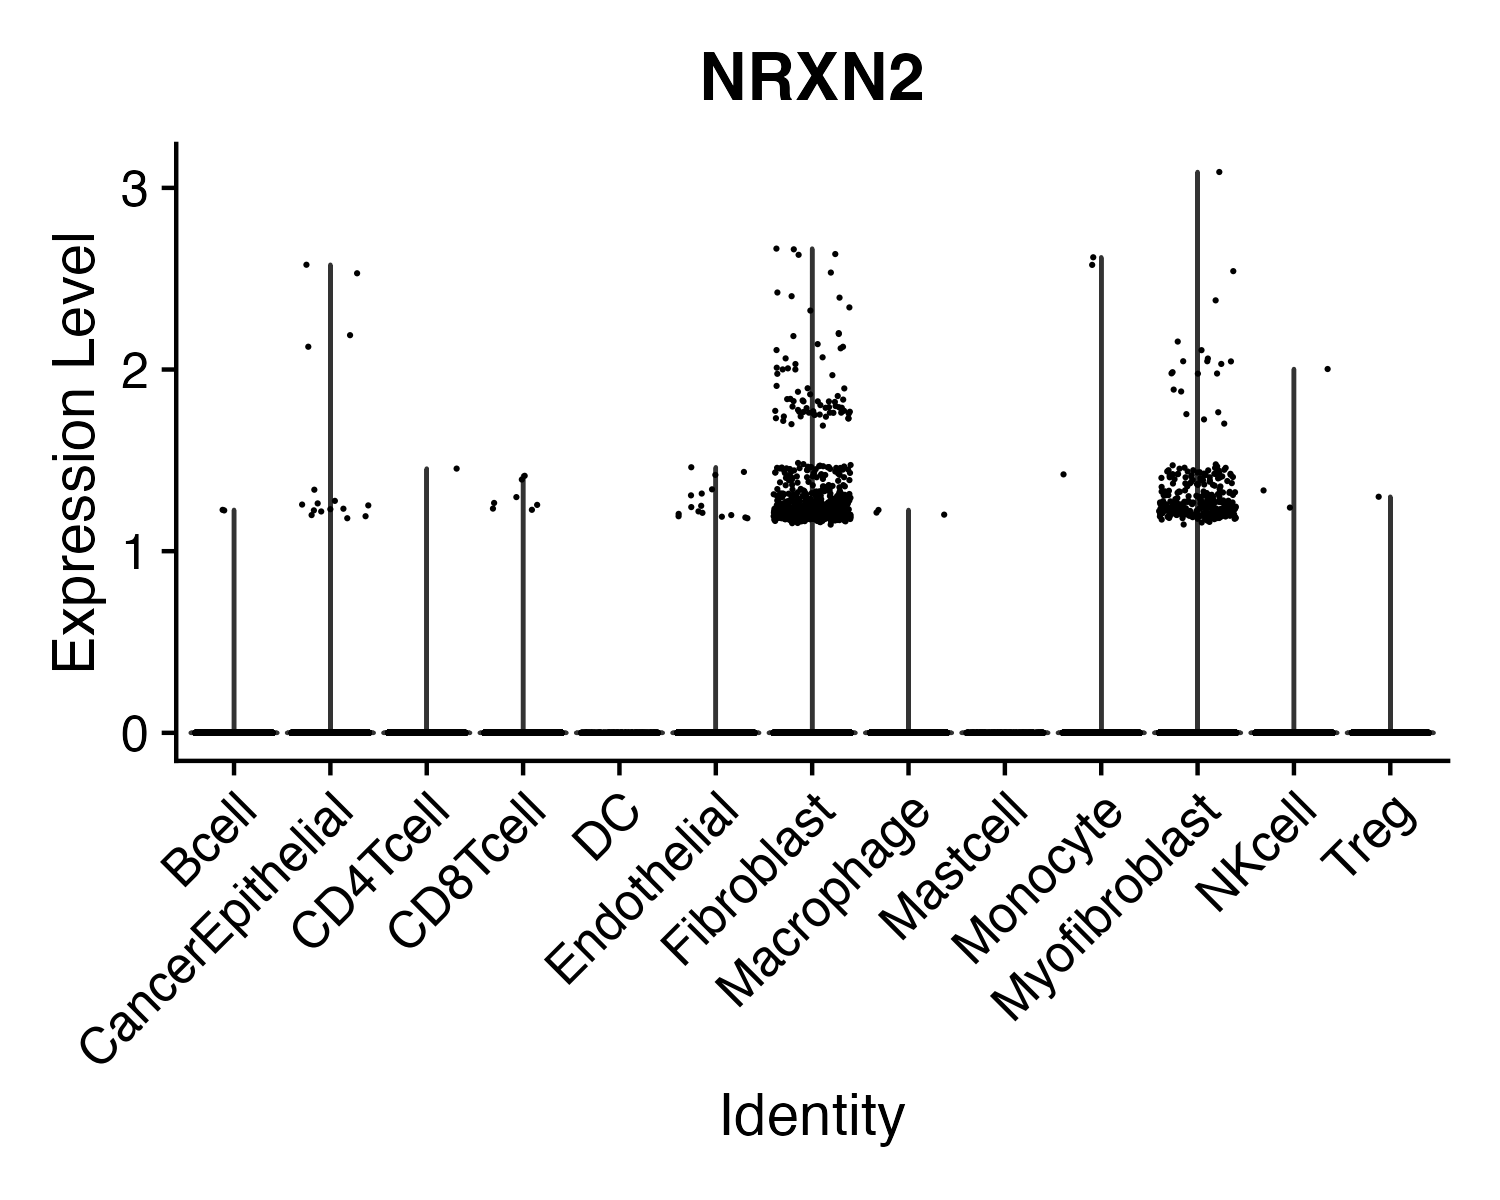 NRXN2
Expression Level
3
2
1
0
Bcell
CancerEpithelial
CD4Tcell
CD8Tcell
DC
Endothelial
Fibroblast
Macrophage
Mastcell
Monocyte
Myofibroblast
NKcell
Treg
Identity